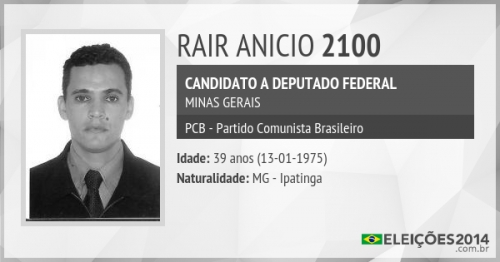 RAIR ANICIO 2100
CANDIDATO A DEPUTADO FEDERAL
MINAS GERAIS
PCB - Partido Comunista Brasileiro
Idade: 39 anos (13-01-1975)
Naturalidade: MG - Ipatinga
ELEIÇÕES2014
.com.br